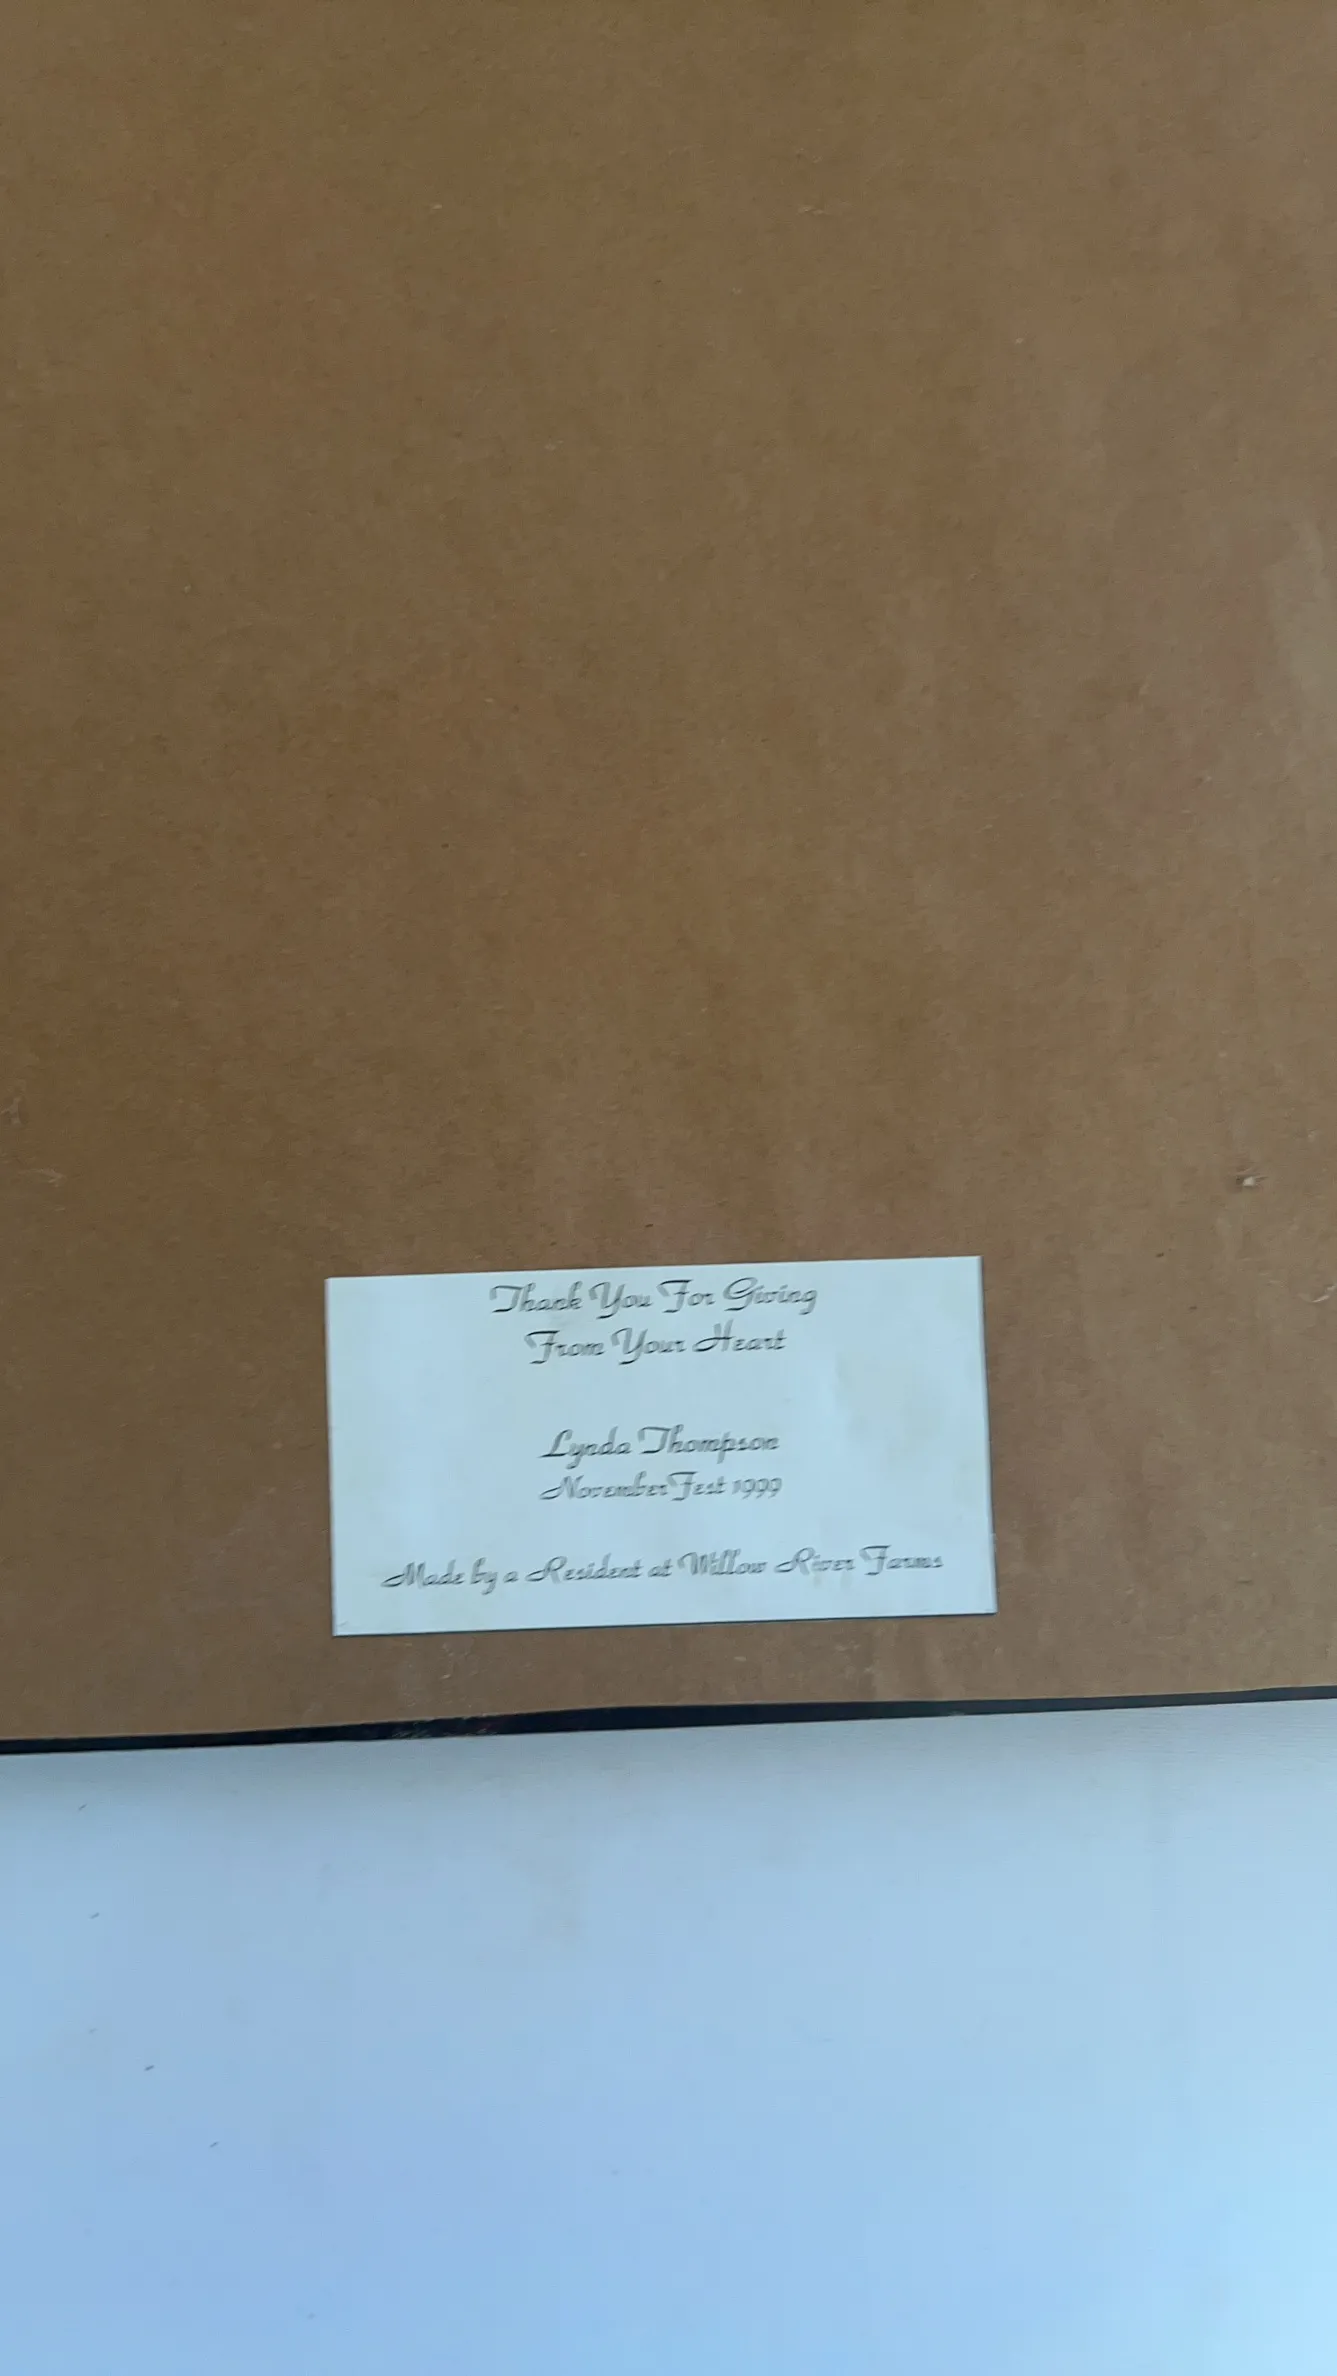 Thank You For Giving
From Your Heart
Lynda Thompson
NovemberFest 1999
Made by a Resident at Willow River Farms